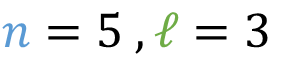 n = 5 , ℓ = 3